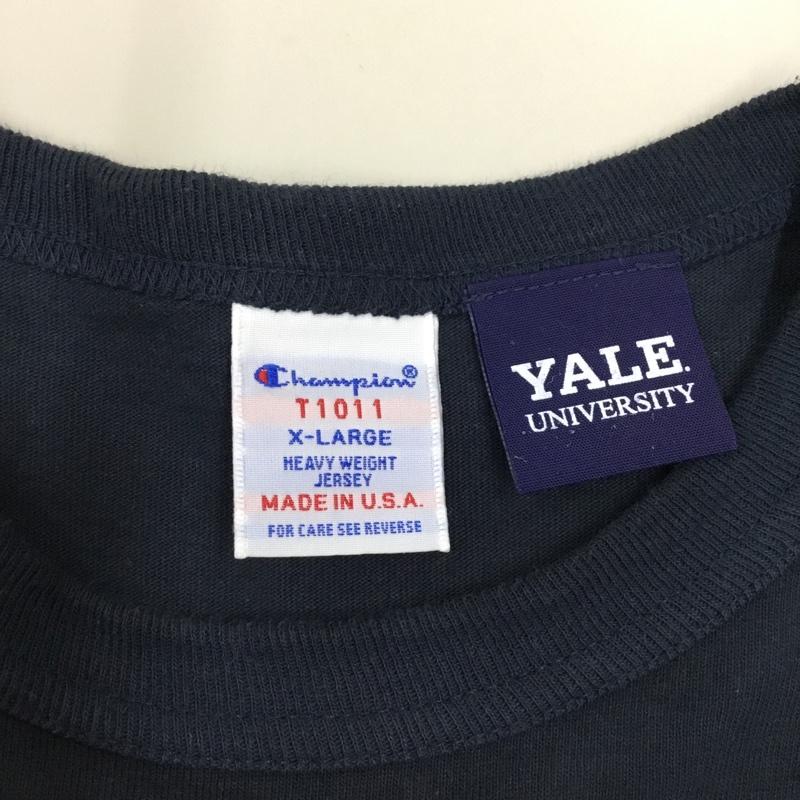 Champion®
T1011
X-LARGE
HEAVY WEIGHT
JERSEY
MADE IN U.S.A.
FOR CARE SEE REVERSE
YALE.
UNIVERSITY